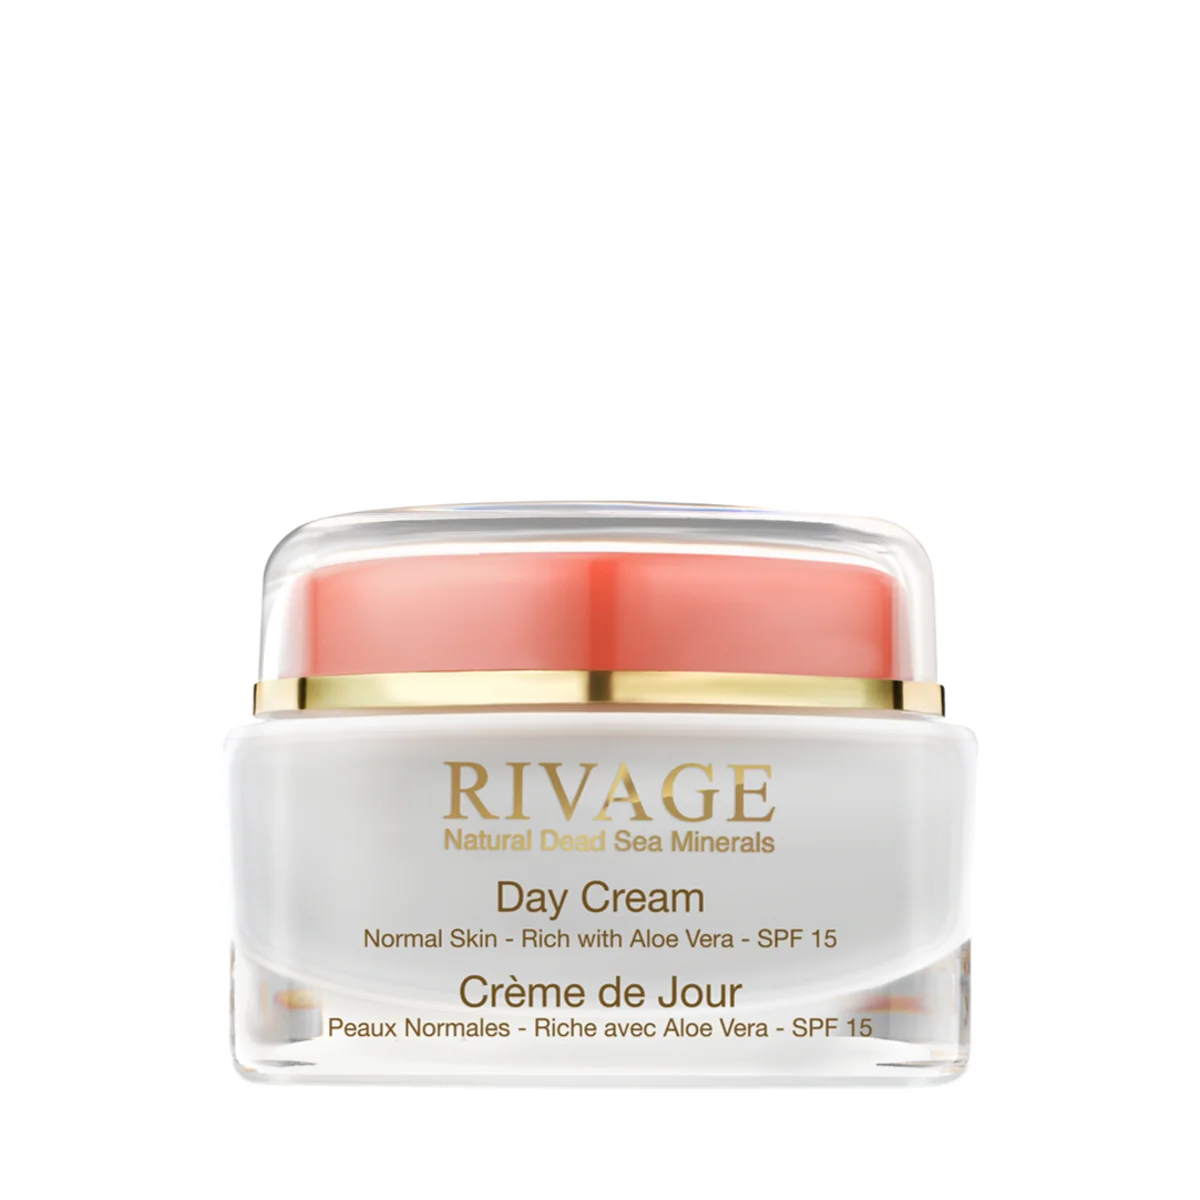 RIVAGE
Natural Dead Sea Minerals
Day Cream
Normal Skin - Rich with Aloe Vera - SPF 15
Crème de Jour
Peaux Normales - Riche avec Aloe Vera - SPF 15